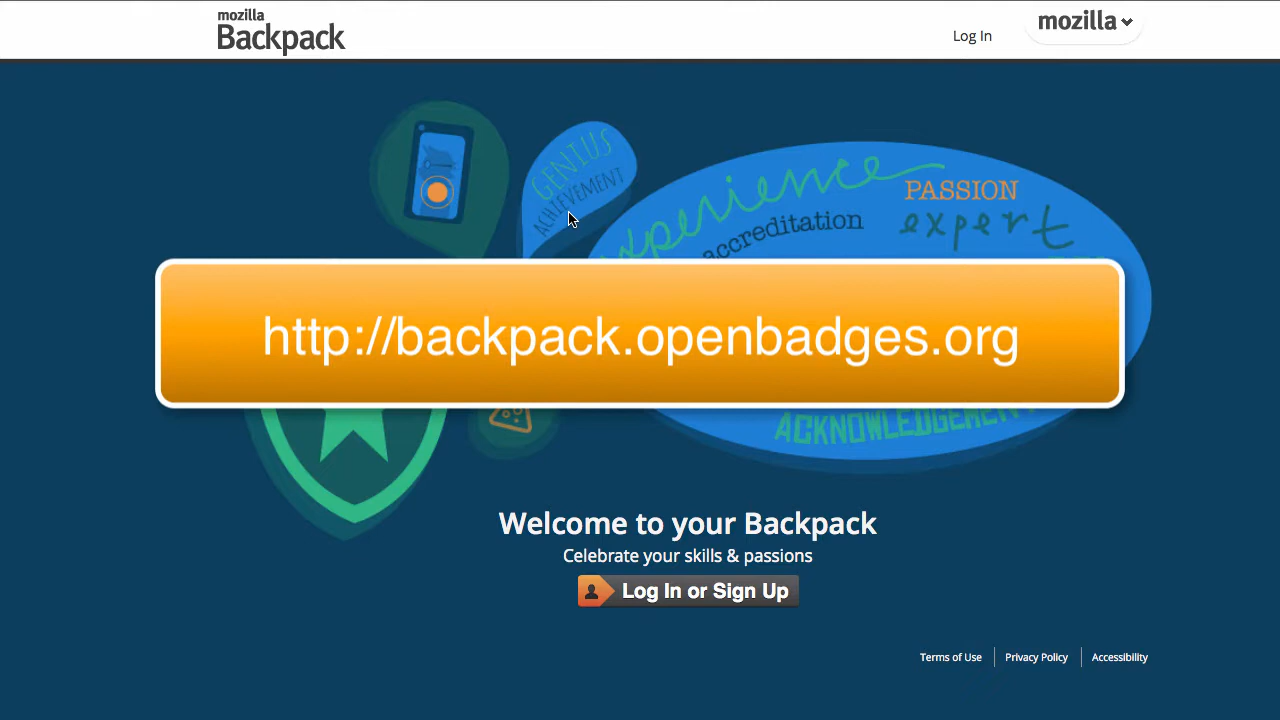 mozilla
Backpack
Log In
mozilla
GENIUS
ACHIEVEMENT
experience
PASSION
accreditation
expert
http://backpack.openbadges.org
ACKNOWLEDGEMENT
Welcome to your Backpack
Celebrate your skills & passions
Log In or Sign Up
Terms of Use
Privacy Policy
Accessibility